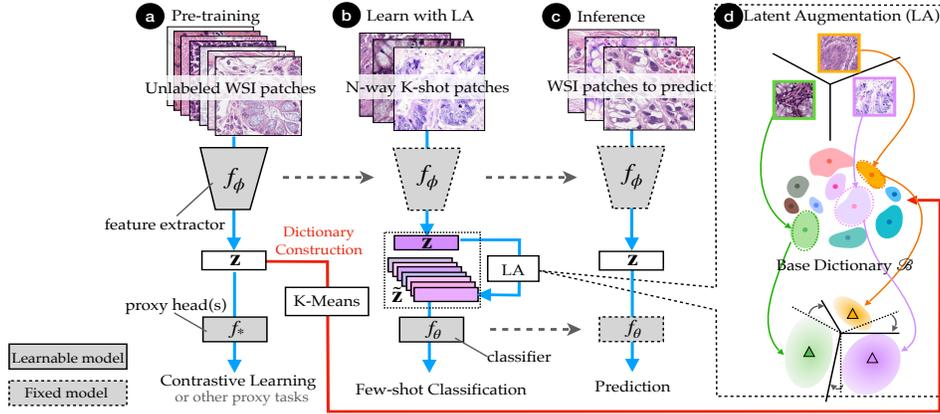 a Pre-training
Unlabeled WSI patches
fϕ
feature extractor
z
proxy head(s)
f*
Contrastive Learning
or other proxy tasks
Learnable model
Fixed model
Dictionary
Construction
K-Means
b Learn with LA
N-way K-shot patches
fϕ
z
z̃
LA
fθ
classifier
Few-shot Classification
c Inference
WSI patches to predict
fϕ
z
fθ
Prediction
d Latent Augmentation (LA)
Base Dictionary ℬ